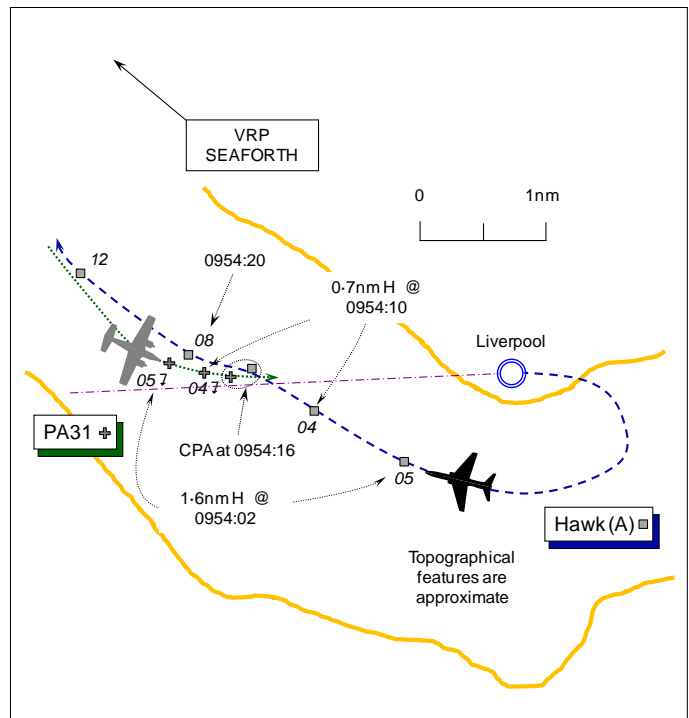 VRP
SEAFORTH
0
1nm
12
0954:20
0·7nm H @
0954:10
08
Liverpool
05↴
04↴
PA31
CPA at 0954:16
04
1·6nm H @
0954:02
05
Hawk (A)
Topographical
features are
approximate